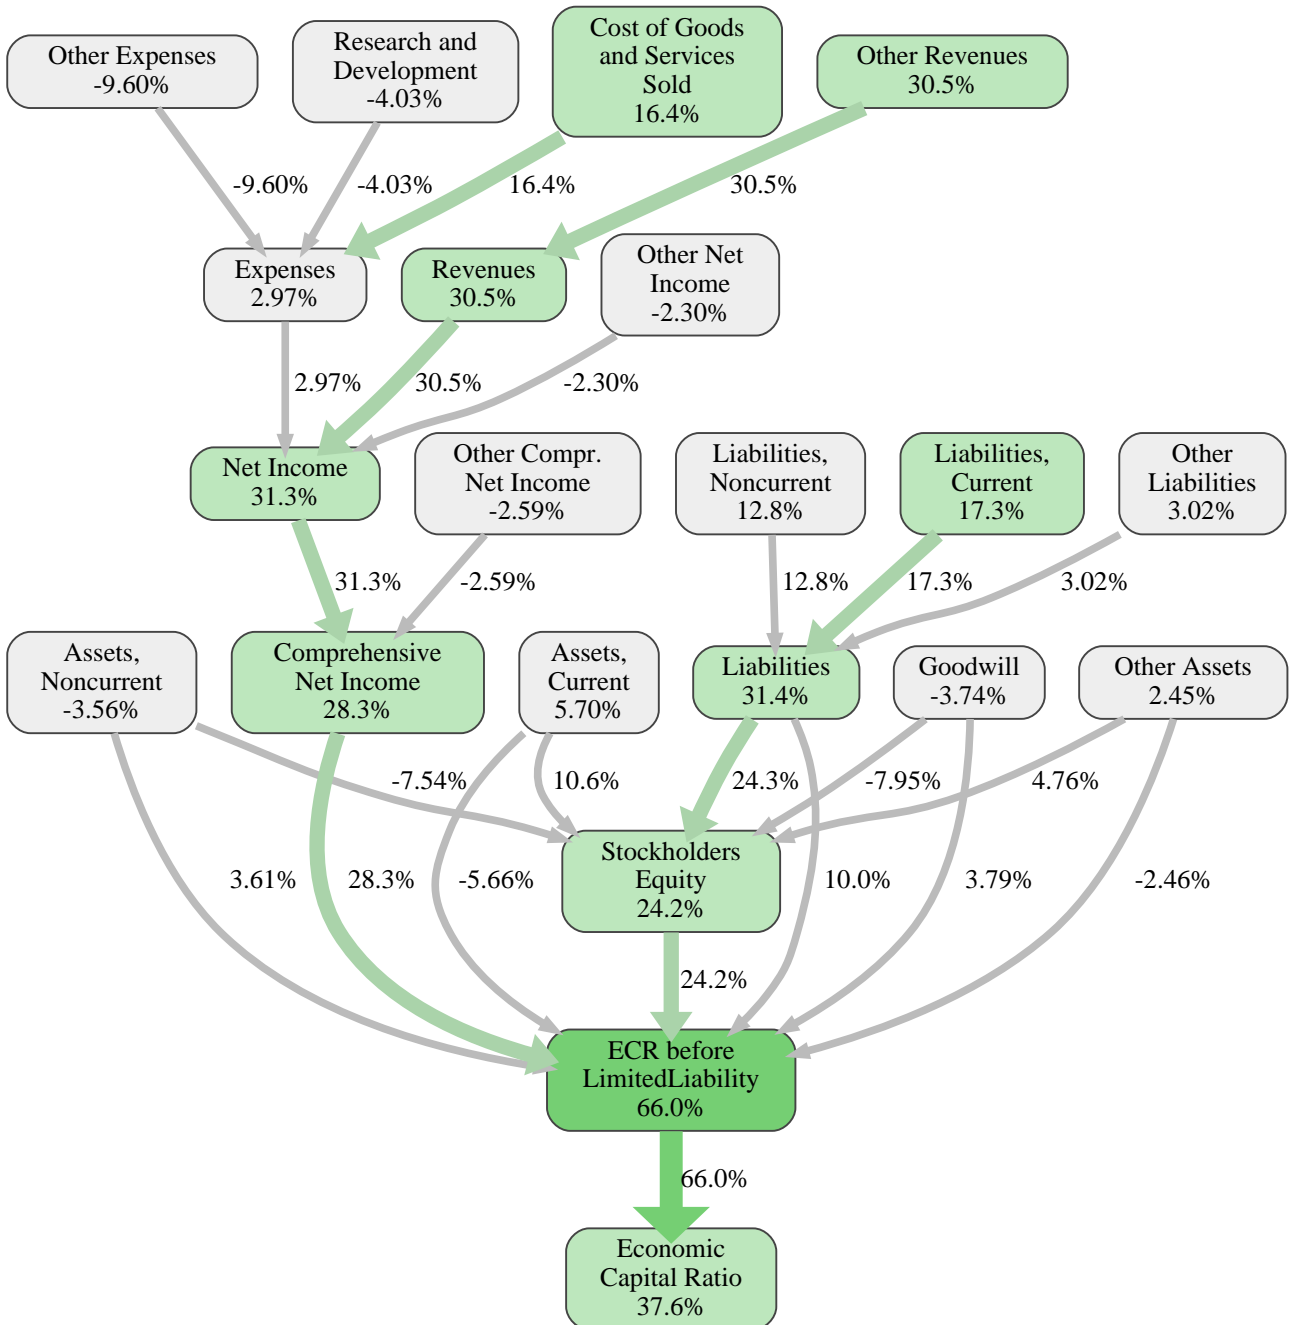 Other Expenses
-9.60%
Research and
Development
-4.03%
Cost of Goods
and Services
Sold
16.4%
Other Revenues
30.5%
-9.60%
-4.03%
16.4%
30.5%
Expenses
2.97%
Revenues
30.5%
Other Net
Income
-2.30%
2.97%
30.5%
-2.30%
Net Income
31.3%
Other Compr.
Net Income
-2.59%
Liabilities,
Noncurrent
12.8%
Liabilities,
Current
17.3%
Other
Liabilities
3.02%
31.3%
-2.59%
12.8%
17.3%
3.02%
Assets,
Noncurrent
-3.56%
Comprehensive
Net Income
28.3%
Assets,
Current
5.70%
Liabilities
31.4%
Goodwill
-3.74%
Other Assets
2.45%
-7.54%
10.6%
24.3%
-7.95%
4.76%
Stockholders
Equity
24.2%
3.61%
28.3%
-5.66%
10.0%
3.79%
-2.46%
24.2%
ECR before
LimitedLiability
66.0%
66.0%
Economic
Capital Ratio
37.6%